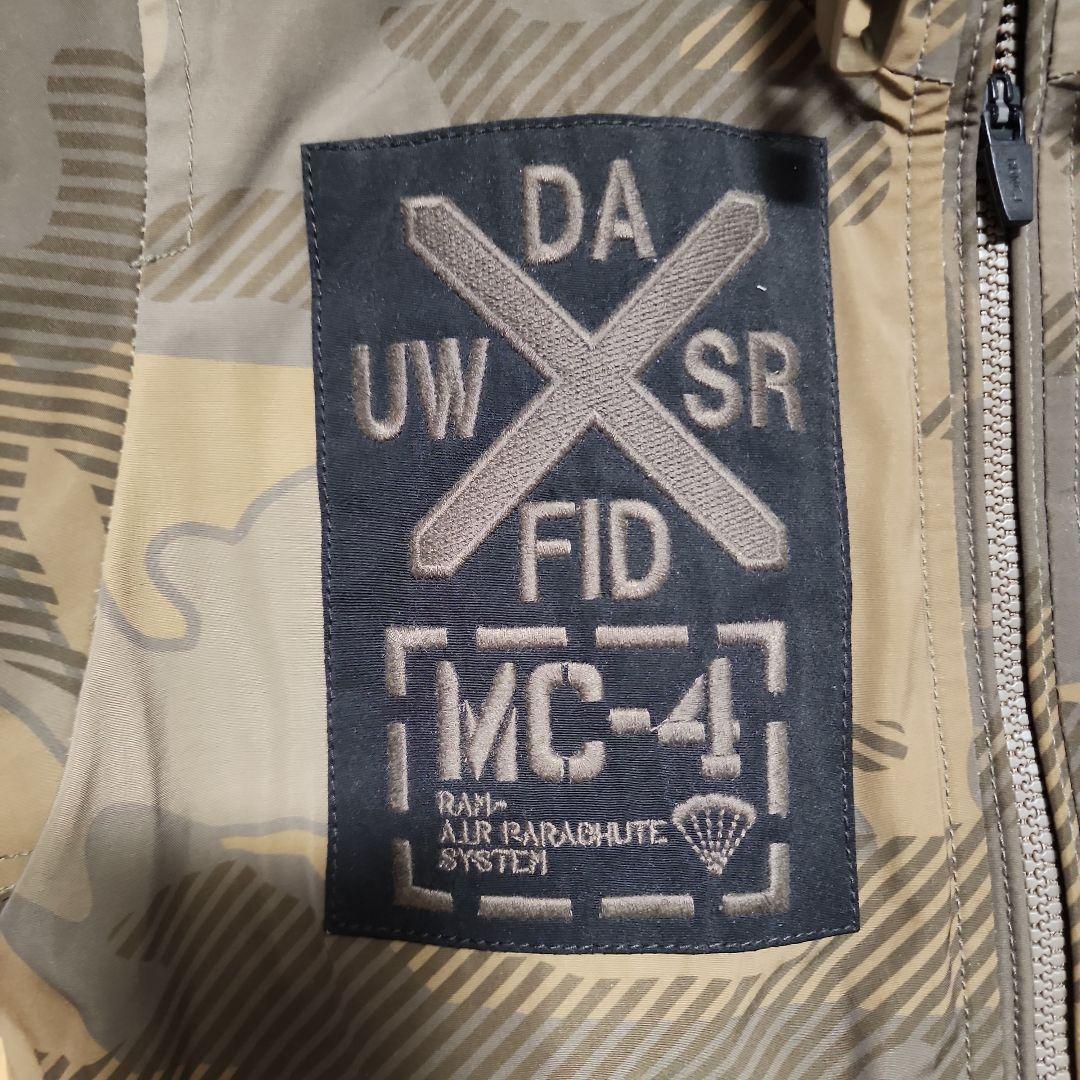 DA
UW SR
FID
MC-4
RAM-
AIR PARACHUTE
SYSTEM